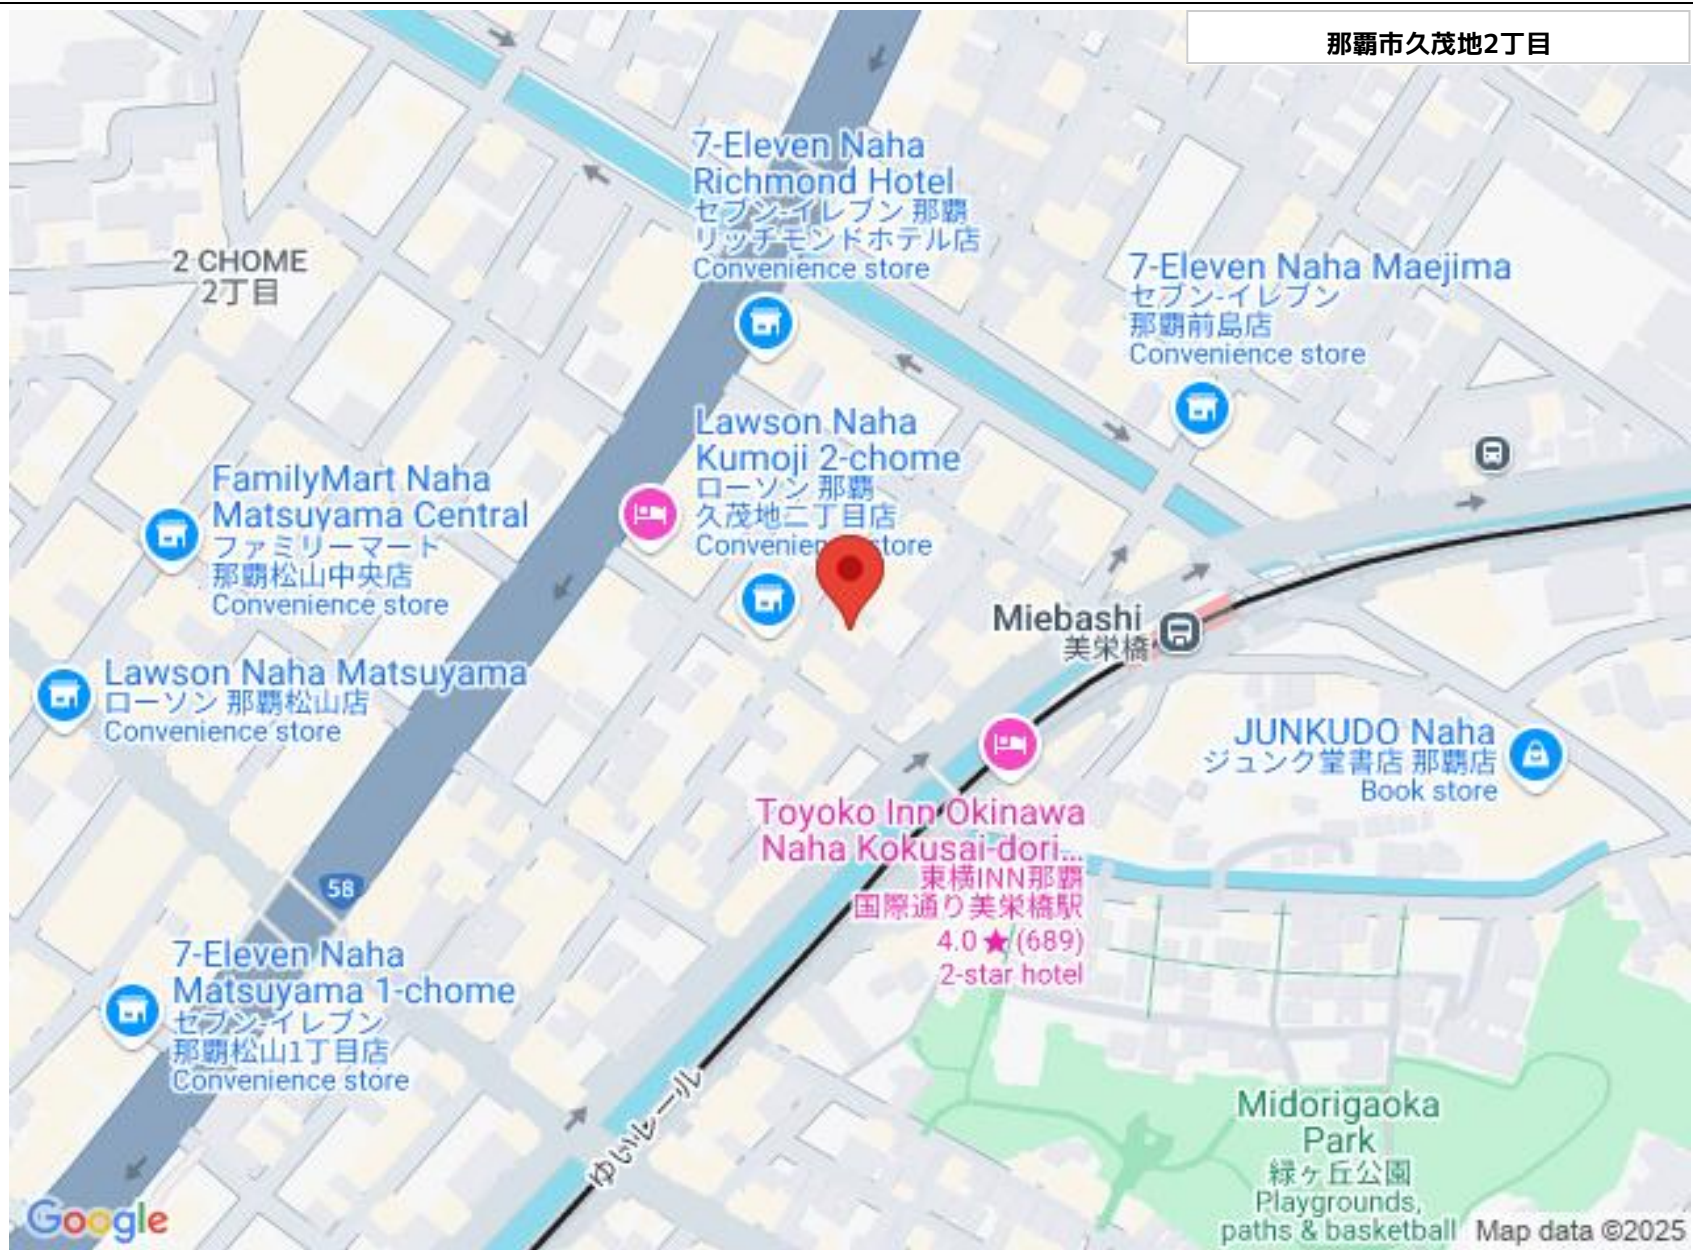 那覇市久茂地2丁目
7-Eleven Naha
Richmond Hotel
セブン-イレブン 那覇
リッチモンドホテル店
Convenience store
2 CHOME
2丁目
7-Eleven Naha Maejima
セブン-イレブン
那覇前島店
Convenience store
Lawson Naha
Kumoji 2-chome
ローソン 那覇
久茂地二丁目店
Convenien tore
FamilyMart Naha
Matsuyama Central
ファミリーマート
那覇松山中央店
Convenience store
Miebashi
美栄橋
Lawson Naha Matsuyama
ローソン 那覇松山店
Convenience store
JUNKUDO Naha
ジュンク堂書店 那覇店
Book store
Toyoko Inn Okinawa
Naha Kokusai-dori...
東横INN那覇
国際通り美栄橋駅
4.0★(689)
2-star hotel
58
7-Eleven Naha
Matsuyama 1-chome
セブン-イレブン
那覇松山1丁目店
Convenience store
ゆいレール
Midorigaoka
Park
緑ヶ丘公園
Playgrounds,
paths & basketball
Google
Map data ©2025